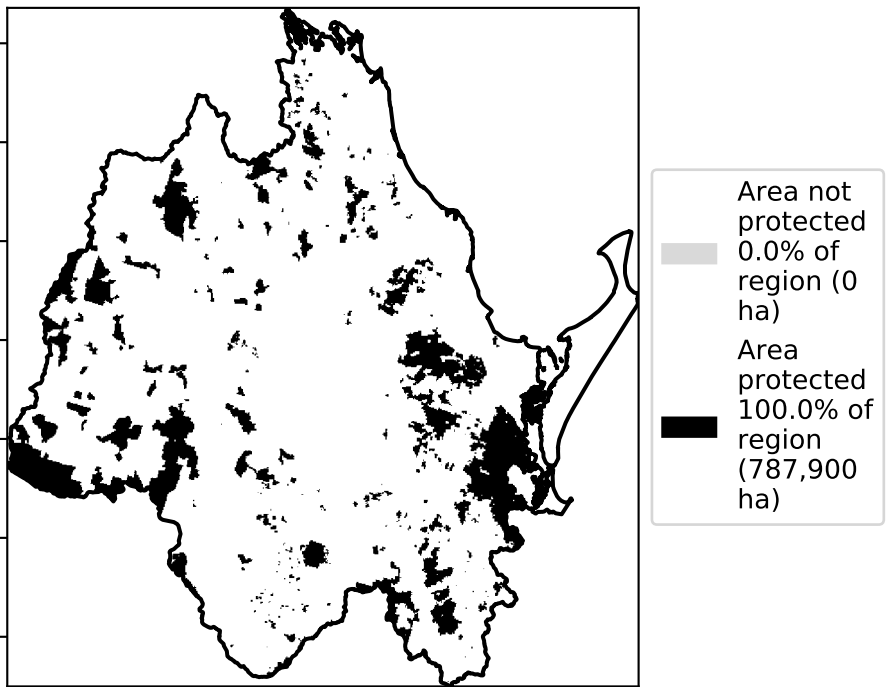 Area not
protected
0.0% of
region (0
ha)
Area
protected
100.0% of
region
(787,900
ha)